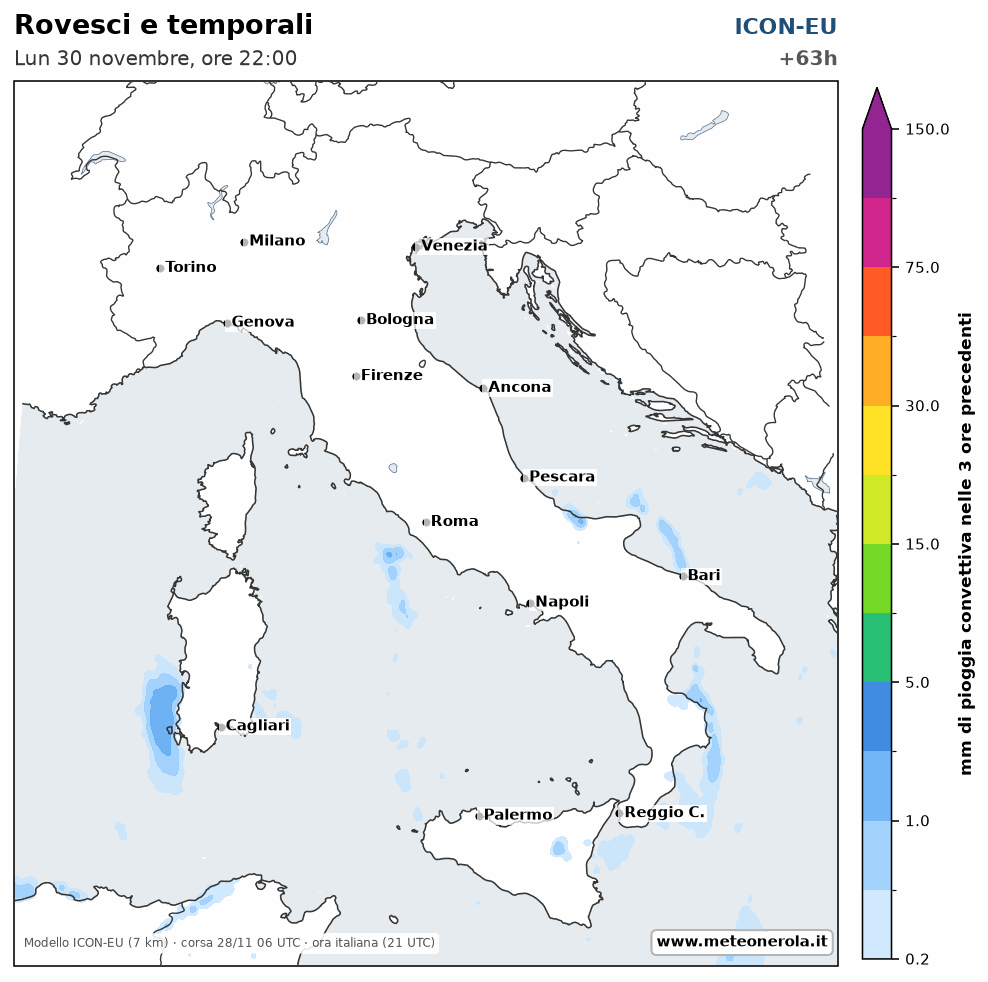 Rovesci e temporali
ICON-EU
Lun 30 novembre, ore 22:00
+63h
150.0
75.0
30.0
15.0
5.0
1.0
0.2
mm di pioggia convettiva nelle 3 ore precedenti
Milano
Venezia
Torino
Genova
Bologna
Firenze
Ancona
Pescara
Roma
Bari
Napoli
Cagliari
Palermo
Reggio C.
Modello ICON-EU (7 km) · corsa 28/11 06 UTC · ora italiana (21 UTC)
www.meteonerola.it